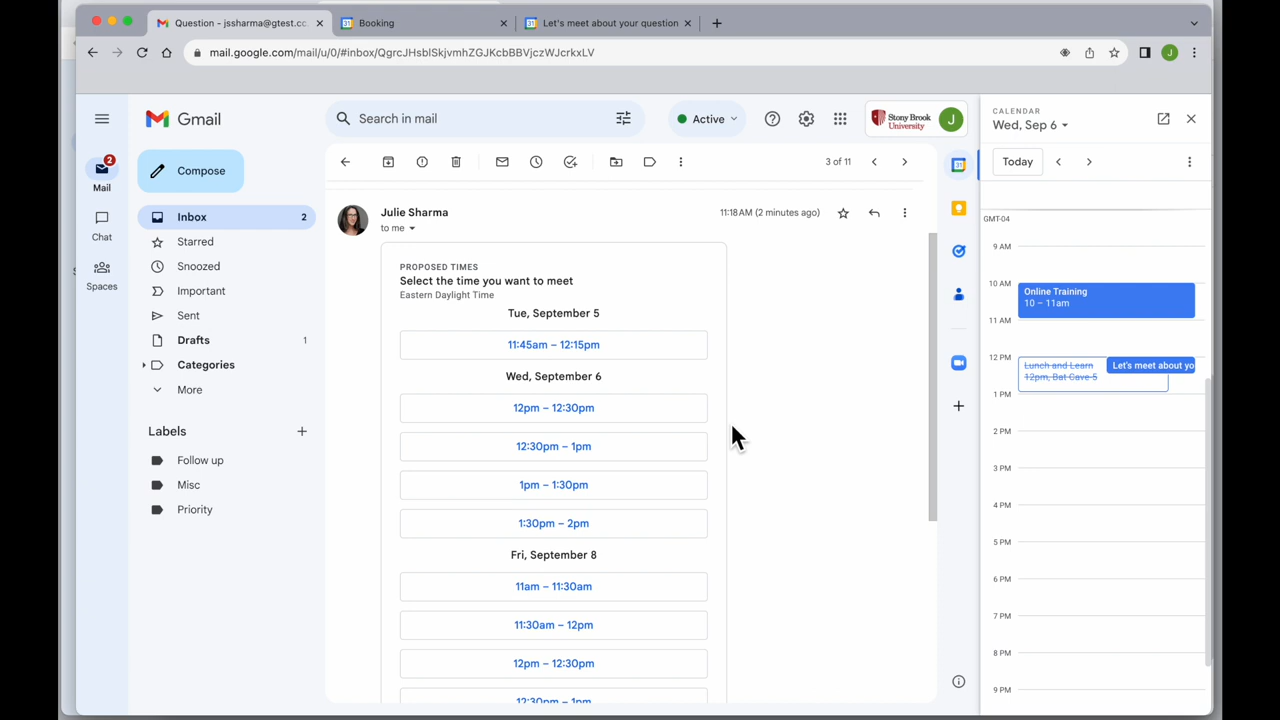 Question - jssharma@gtest.cc
Booking
Let's meet about your question
mail.google.com/mail/u/0/#inbox/QgrcJHsblSkjvmhZGJKcbBBVjczWJcrkxLV
J
Gmail
Search in mail
Active
Stony Brook
University
J
2
Mail
Chat
Spaces
Compose
Inbox 2
Starred
Snoozed
Important
Sent
Drafts 1
Categories
More
Labels
Follow up
Misc
Priority
3 of 11
Julie Sharma
11:18 AM (2 minutes ago)
to me
PROPOSED TIMES
Select the time you want to meet
Eastern Daylight Time
Tue, September 5
11:45am – 12:15pm
Wed, September 6
12pm – 12:30pm
12:30pm – 1pm
1pm – 1:30pm
1:30pm – 2pm
Fri, September 8
11am – 11:30am
11:30am – 12pm
12pm – 12:30pm
12:30pm – 1pm
31
CALENDAR
Wed, Sep 6
Today
GMT-04
9 AM
10 AM
Online Training
10 – 11am
11 AM
12 PM
Lunch and Learn
12pm, Bat Cave-5
Let's meet about yo
1 PM
2 PM
3 PM
4 PM
5 PM
6 PM
7 PM
8 PM
9 PM